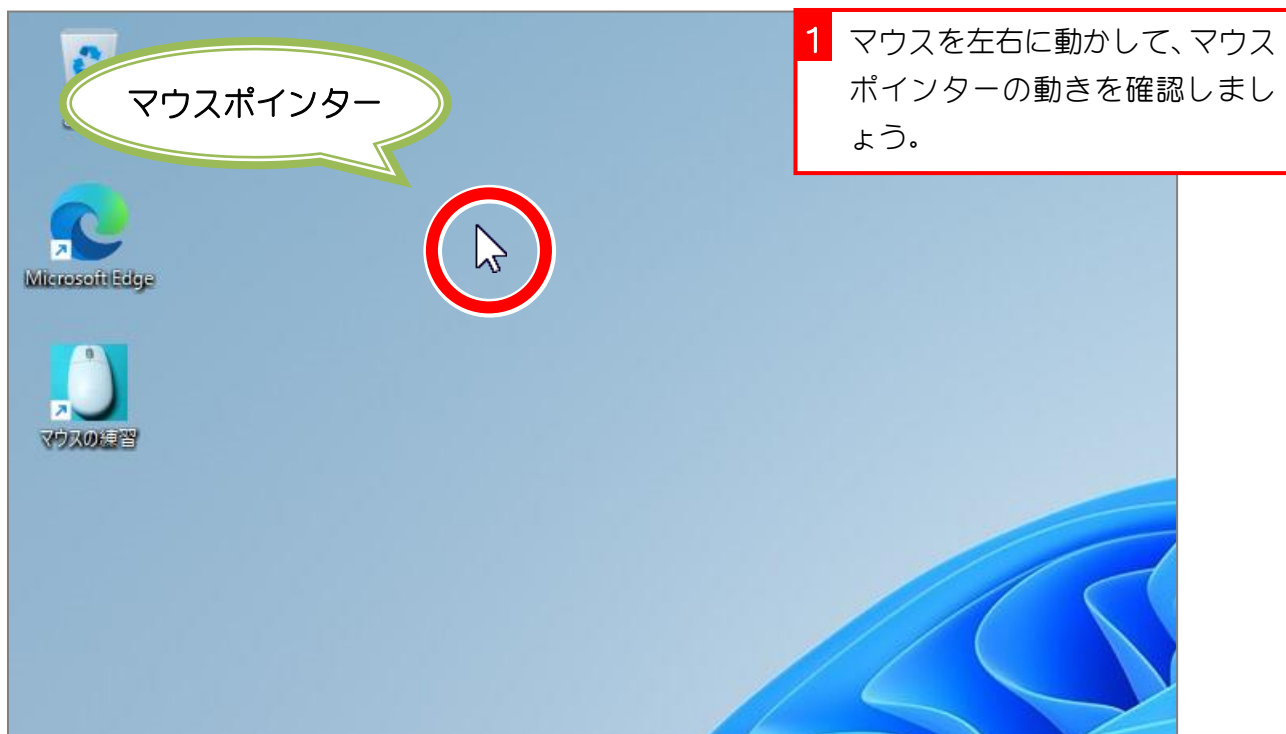 1 マウスを左右に動かして、マウス
ポインターの動きを確認しまし
ょう。
マウスポインター
Microsoft Edge
マウスの練習